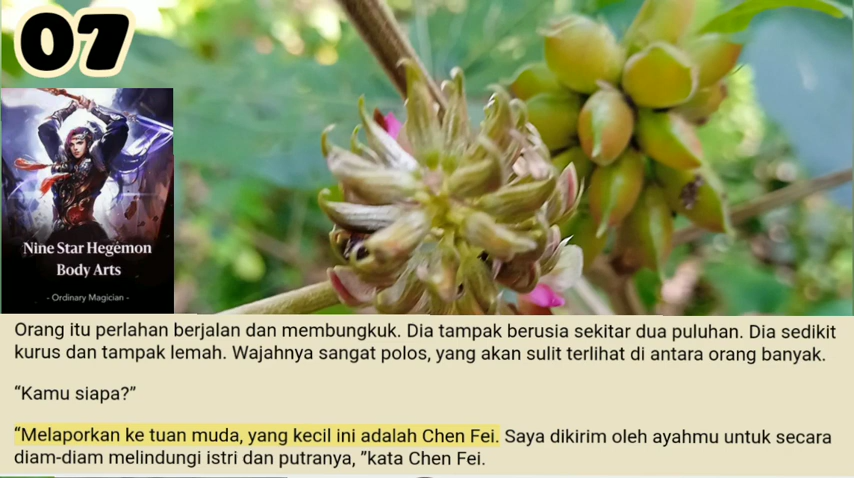 07
Nine Star Hegemon
Body Arts
- Ordinary Magician -
Orang itu perlahan berjalan dan membungkuk. Dia tampak berusia sekitar dua puluhan. Dia sedikit
kurus dan tampak lemah. Wajahnya sangat polos, yang akan sulit terlihat di antara orang banyak.
“Kamu siapa?”
“Melaporkan ke tuan muda, yang kecil ini adalah Chen Fei. Saya dikirim oleh ayahmu untuk secara
diam-diam melindungi istri dan putranya, ”kata Chen Fei.